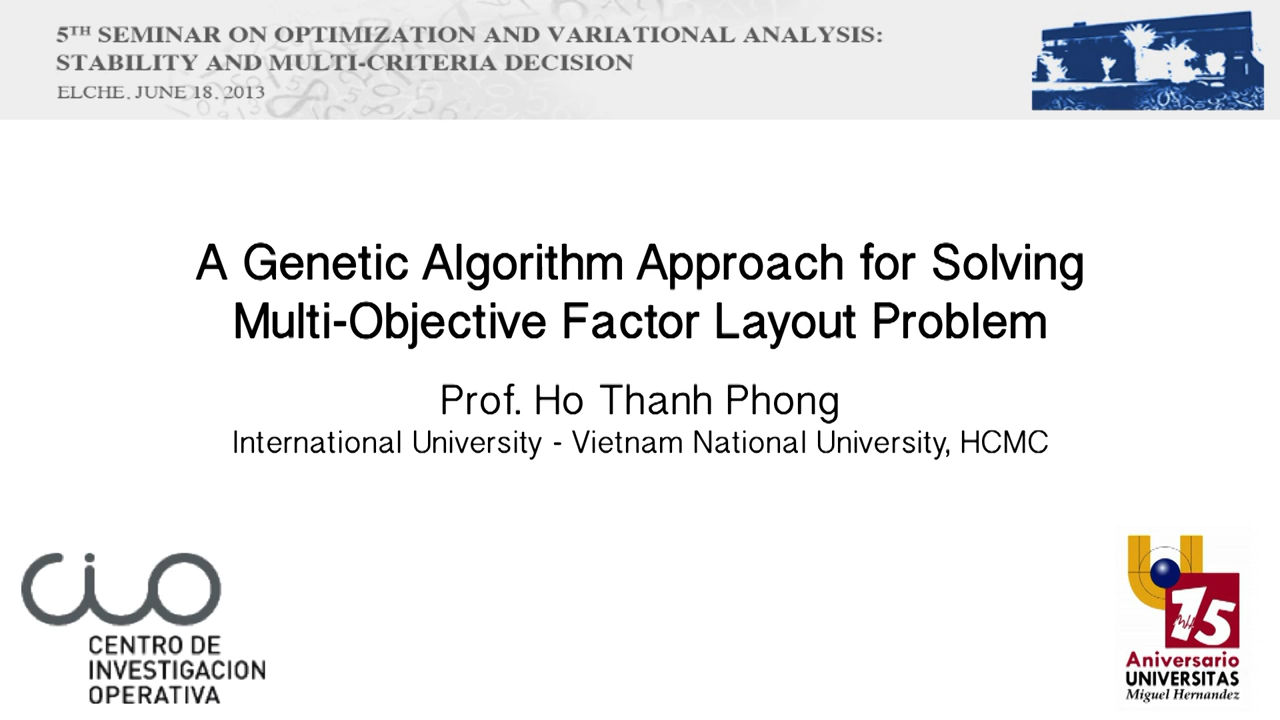 5TH SEMINAR ON OPTIMIZATION AND VARIATIONAL ANALYSIS:
STABILITY AND MULTI-CRITERIA DECISION
ELCHE, JUNE 18, 2013
A Genetic Algorithm Approach for Solving
Multi-Objective Factor Layout Problem
Prof. Ho Thanh Phong
International University - Vietnam National University, HCMC
cio
CENTRO DE
INVESTIGACION
OPERATIVA
15
Aniversario
UNIVERSITAS
Miguel Hernandez